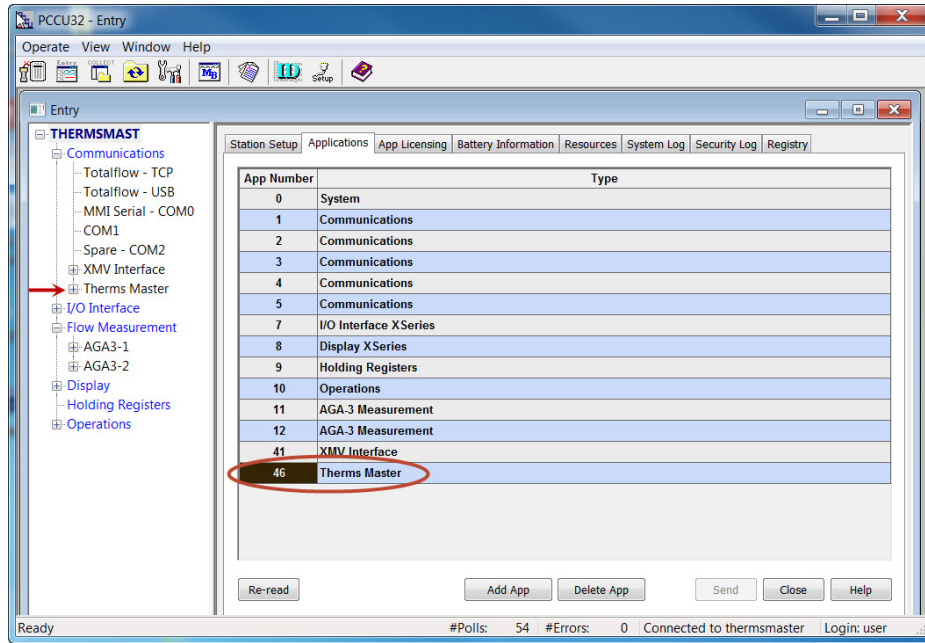 PCCU32 - Entry
Operate View Window Help
Entry COLLECT MB ID Setup
Entry
THERMSMAST
Communications
Totalflow - TCP
Totalflow - USB
MMI Serial - COM0
COM1
Spare - COM2
XMV Interface
Therms Master
I/O Interface
Flow Measurement
AGA3-1
AGA3-2
Display
Holding Registers
Operations
Station Setup Applications App Licensing Battery Information Resources System Log Security Log Registry
App Number Type
0 System
1 Communications
2 Communications
3 Communications
4 Communications
5 Communications
7 I/O Interface XSeries
8 Display XSeries
9 Holding Registers
10 Operations
11 AGA-3 Measurement
12 AGA-3 Measurement
41 XMV Interface
46 Therms Master
Re-read Add App Delete App Send Close Help
Ready #Polls: 54 #Errors: 0 Connected to thermsmaster Login: user